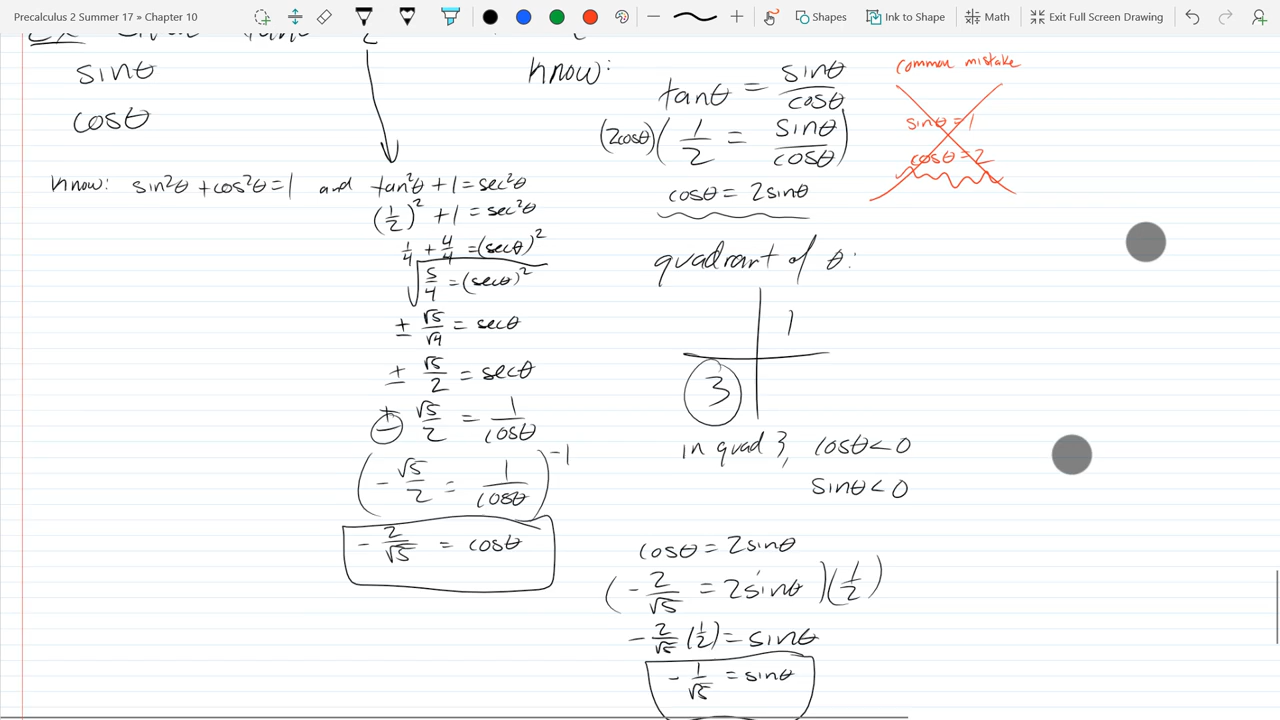 Precalculus 2 Summer 17 » Chapter 10
Shapes
Ink to Shape
Math
Exit Full Screen Drawing
Ex Given tanθ 2
sinθ
cosθ
know: sin²θ + cos²θ = 1 and tan²θ + 1 = sec²θ
(1/2)² + 1 = sec²θ
1/4 + 4/4 = (secθ)²
√ 5/4 = (secθ)²
± √5/√4 = secθ
± √5/2 = secθ
± √5/2 = 1/cosθ
(- √5/2 = 1/cosθ)⁻¹
- 2/√5 = cosθ
know:
tanθ = sinθ/cosθ
(2cosθ)(1/2 = sinθ/cosθ)
cosθ = 2sinθ
quadrant of θ:
1
3
in quad 3, cosθ < 0
sinθ < 0
cosθ = 2sinθ
(- 2/√5 = 2sinθ)(1/2)
- 2/√5 (1/2) = sinθ
- 1/√5 = sinθ
common mistake
sinθ = 1
cosθ = 2